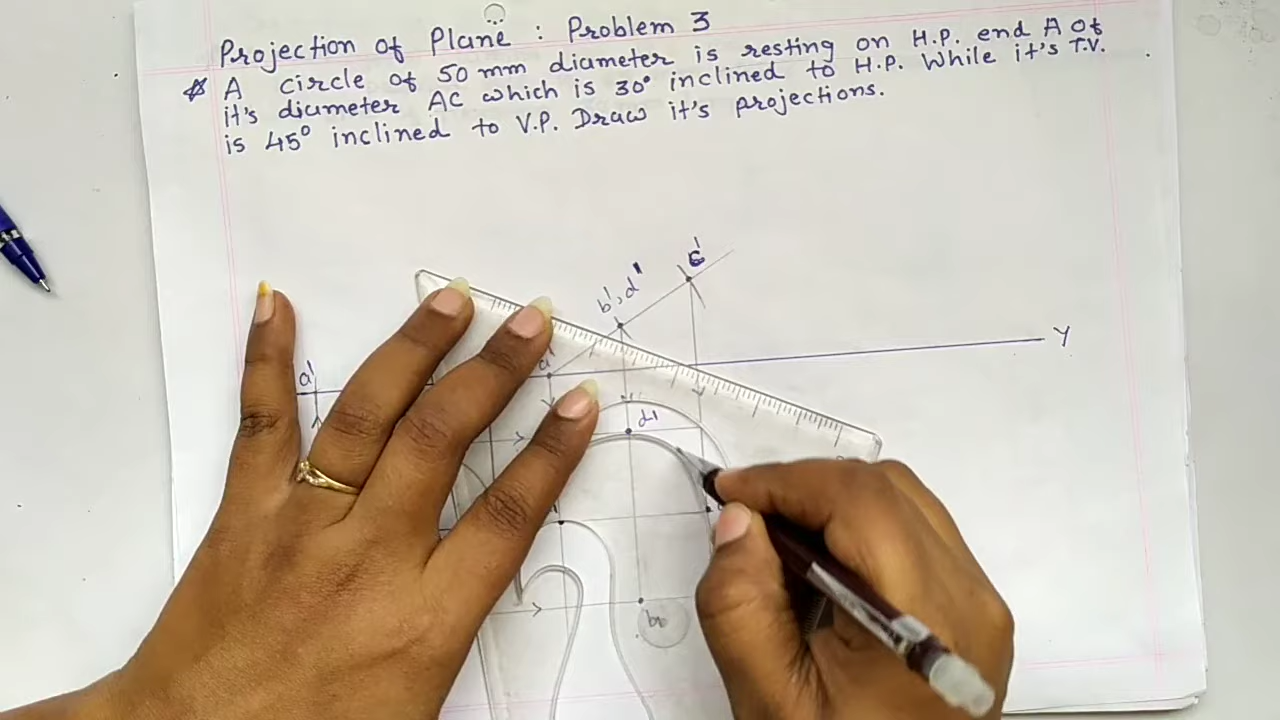 Projection of Plane : Problem 3
A circle of 50 mm diameter is resting on H.P. end A of
it's diameter AC which is 30° inclined to H.P. While it's T.V.
is 45° inclined to V.P. Draw it's projections.
c'
b', d'
Y
a'
a'
d1